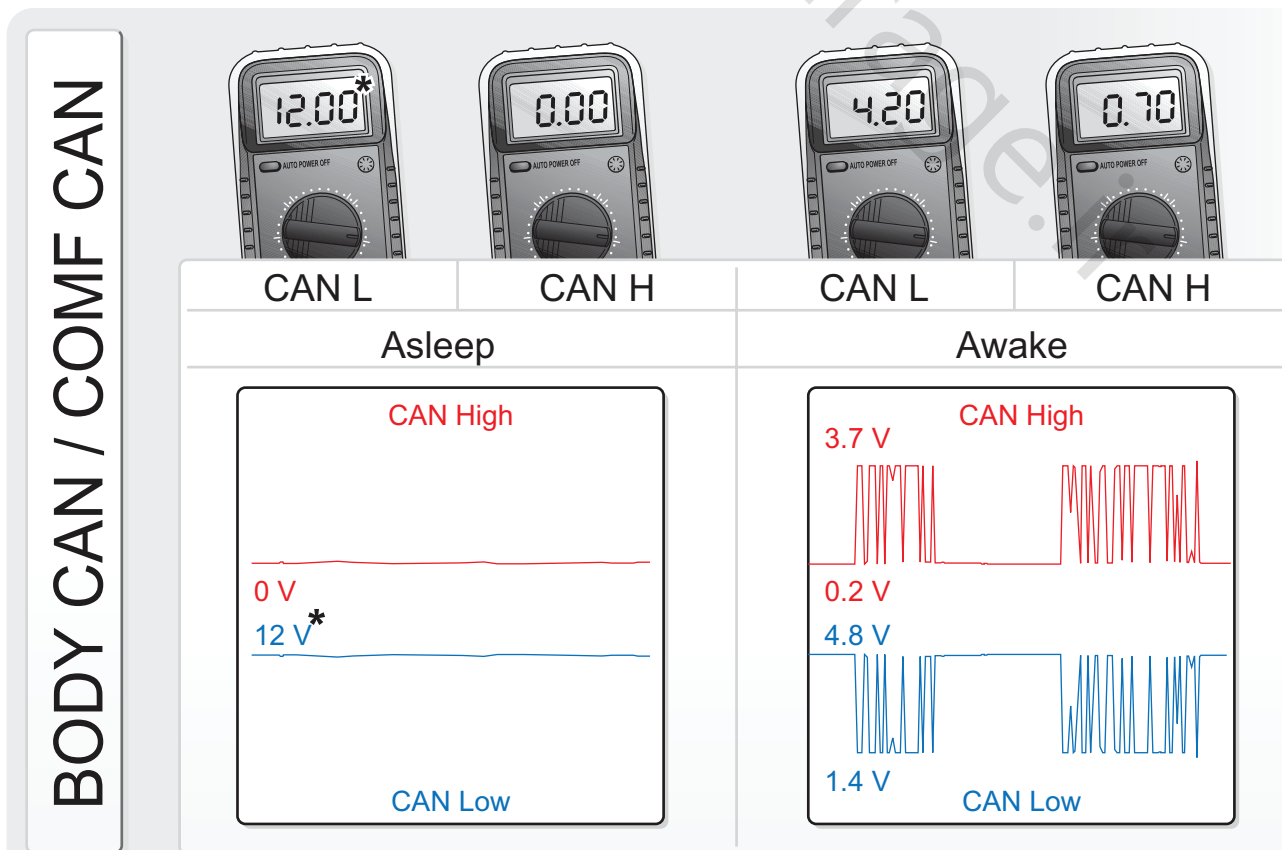 BODY CAN / COMF CAN
12.00*
0.00
4.20
0.70
AUTO POWER OFF
AUTO POWER OFF
AUTO POWER OFF
AUTO POWER OFF
CAN L
CAN H
CAN L
CAN H
Asleep
Awake
CAN High
0 V
12 V*
CAN Low
CAN High
3.7 V
0.2 V
4.8 V
1.4 V
CAN Low